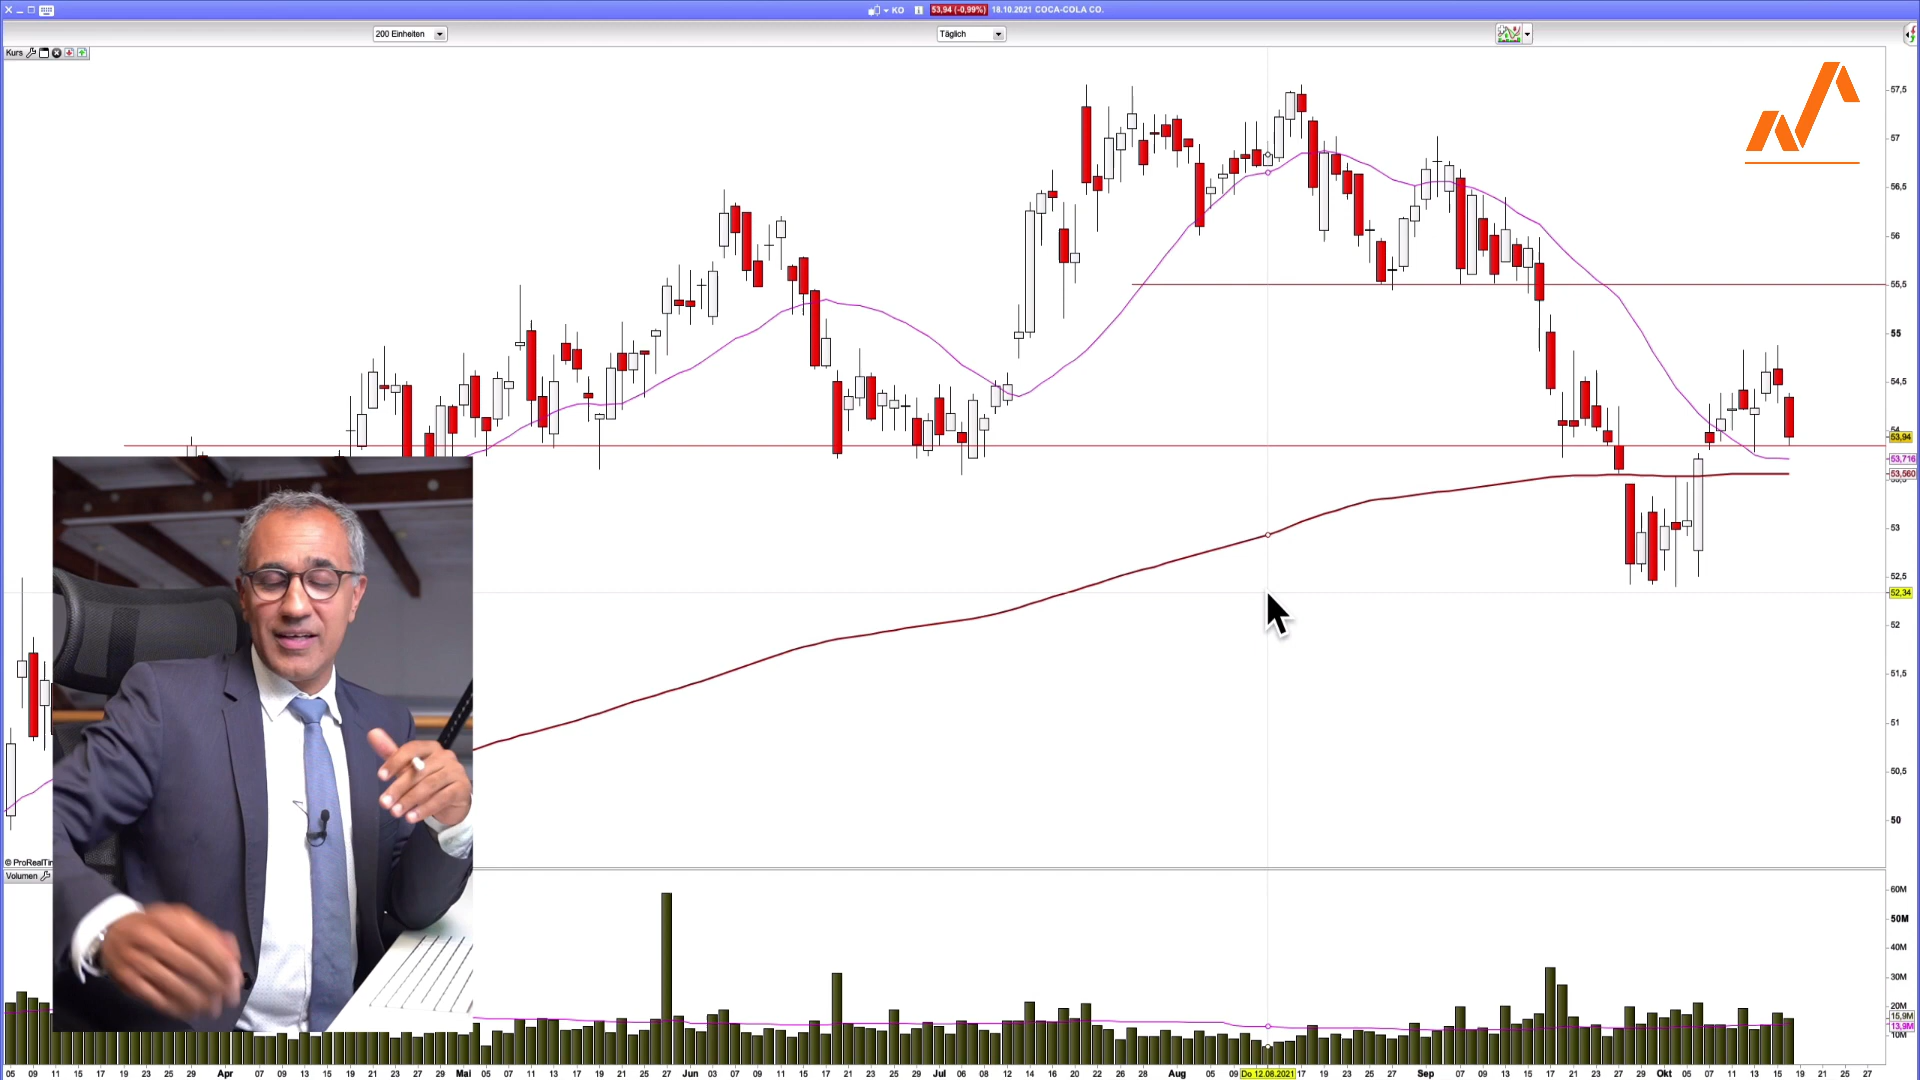 KO 53,94 (-0,99%) 18.10.2021 COCA-COLA CO.
200 Einheiten
Täglich
Kurs
57,5
57
56,5
56
55,5
55
54,5
54
53,94
53,716
53,560
53
52,5
52,34
52
51,5
51
50,5
50
© ProRealTim
Volumen
60M
50M
40M
30M
20M
15,9M
13,9M
10M
05 09 11 15 17 19 23 25 29 Apr 07 09 13 15 19 21 23 27 29 Mai 05 07 11 13 17 19 21 25 27 Jun 03 07 09 11 15 17 21 23 25 29 Jul 06 08 12 14 16 20 22 26 28 Aug 05 09 Do 12.08.2021 17 19 23 25 27 Sep 07 09 13 15 17 21 23 27 29 Okt 05 07 11 13 15 19 21 25 27